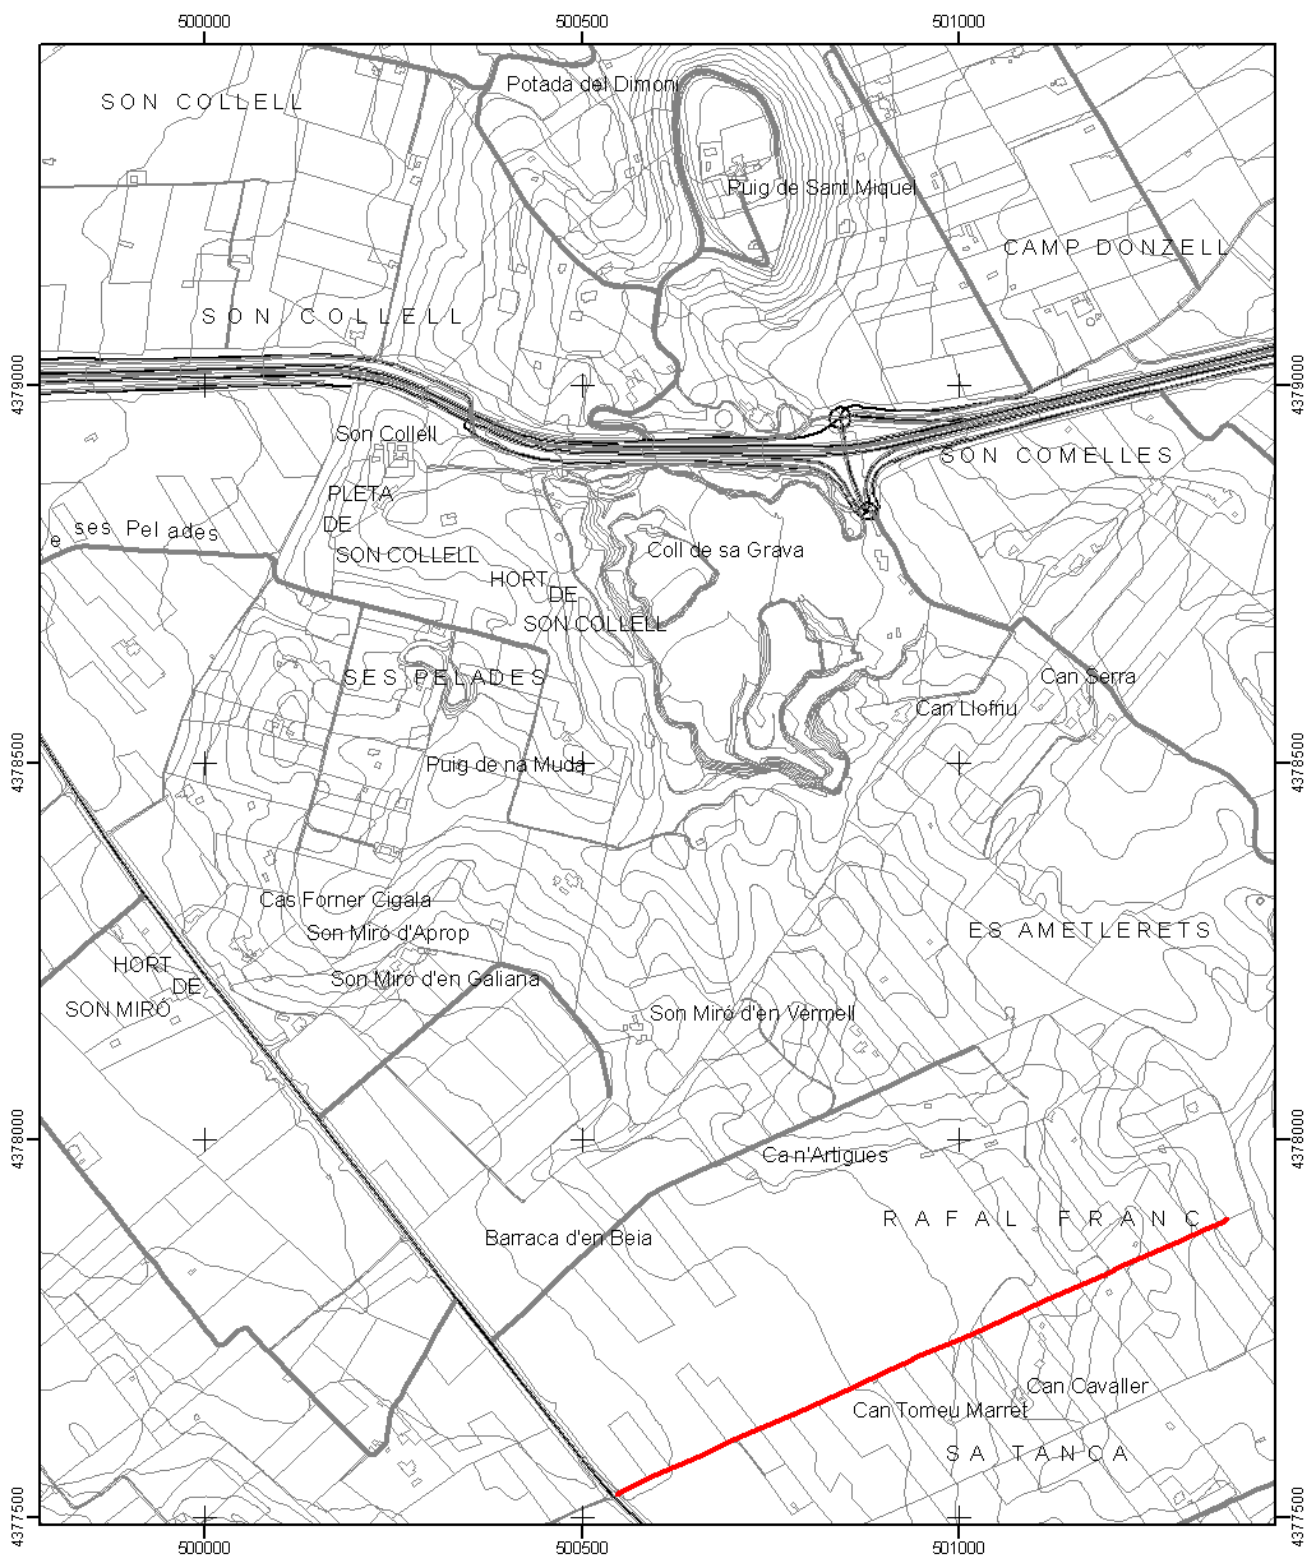 500000 500500 501000
Potada del Dimoni
SON COLLELL
Puig de Sant Miquel
CAMP DONZELL
SON COLLELL
4379000
4379000
Son Collell
SON COMELLES
PLETA
DE
SON COLLELL
e ses Pelades
Coll de sa Grava
HORT
DE
SON COLLELL
SES PELADES
Can Serra
Can Llofriu
Puig de na Muda
4378500
4378500
Cas Forner Cigala
Son Miró d'Aprop
ES AMETLERETS
HORT
DE
SON MIRÓ
Son Miró d'en Galiana
Son Miró d'en Vermell
4378000
4378000
Ca n'Artigues
RAFAL FRANC
Barraca d'en Beia
Can Cavaller
Can Tomeu Marret
SA TANCA
4377500
4377500
500000 500500 501000